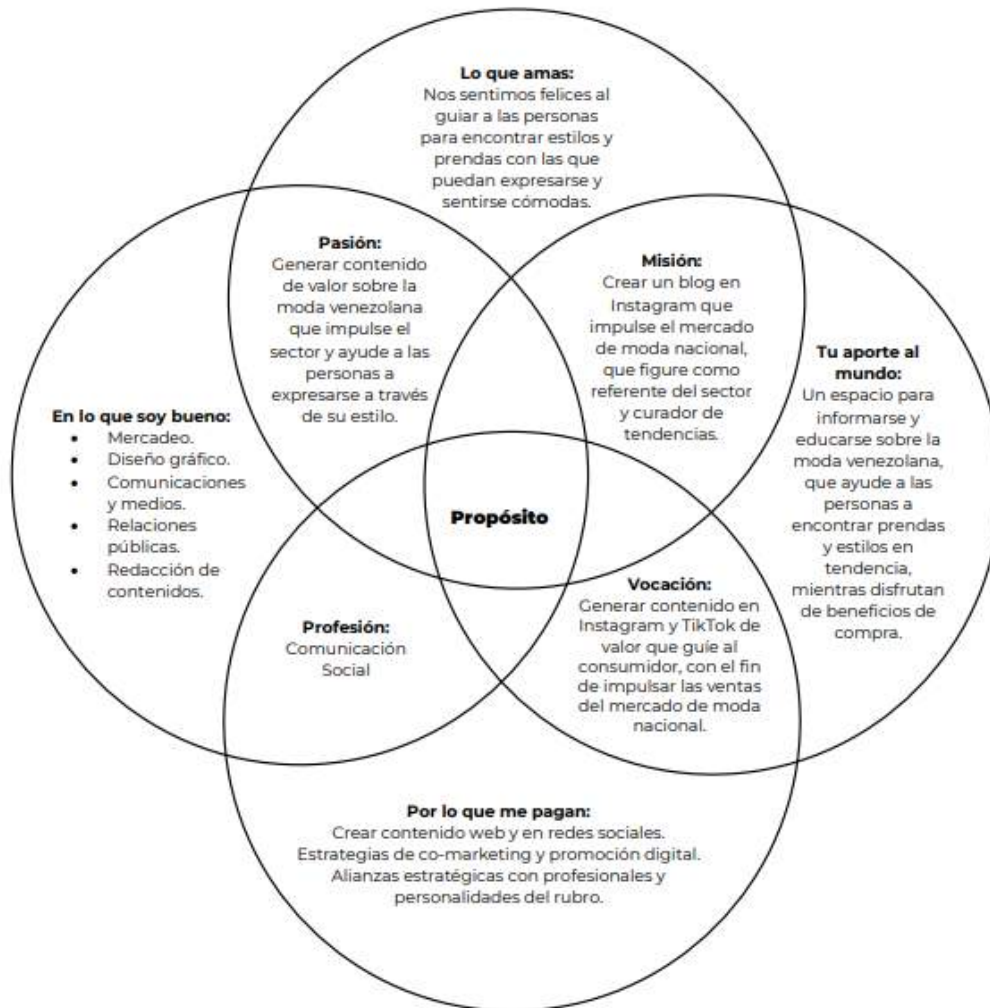 Lo que amas:
Nos sentimos felices al
guiar a las personas
para encontrar estilos y
prendas con las que
puedan expresarse y
sentirse cómodas.
Pasión:
Generar contenido
de valor sobre la
moda venezolana
que impulse el
sector y ayude a las
personas a
expresarse a través
de su estilo.
Misión:
Crear un blog en
Instagram que
impulse el mercado
de moda nacional,
que figure como
referente del sector
y curador de
tendencias.
En lo que soy bueno:
• Mercadeo.
• Diseño gráfico.
• Comunicaciones
y medios.
• Relaciones
públicas.
• Redacción de
contenidos.
Tu aporte al
mundo:
Un espacio para
informarse y
educarse sobre la
moda venezolana,
que ayude a las
personas a
encontrar prendas
y estilos en
tendencia,
mientras disfrutan
de beneficios de
compra.
Propósito
Profesión:
Comunicación
Social
Vocación:
Generar contenido en
Instagram y TikTok de
valor que guíe al
consumidor, con el fin
de impulsar las ventas
del mercado de moda
nacional.
Por lo que me pagan:
Crear contenido web y en redes sociales.
Estrategias de co-marketing y promoción digital.
Alianzas estratégicas con profesionales y
personalidades del rubro.